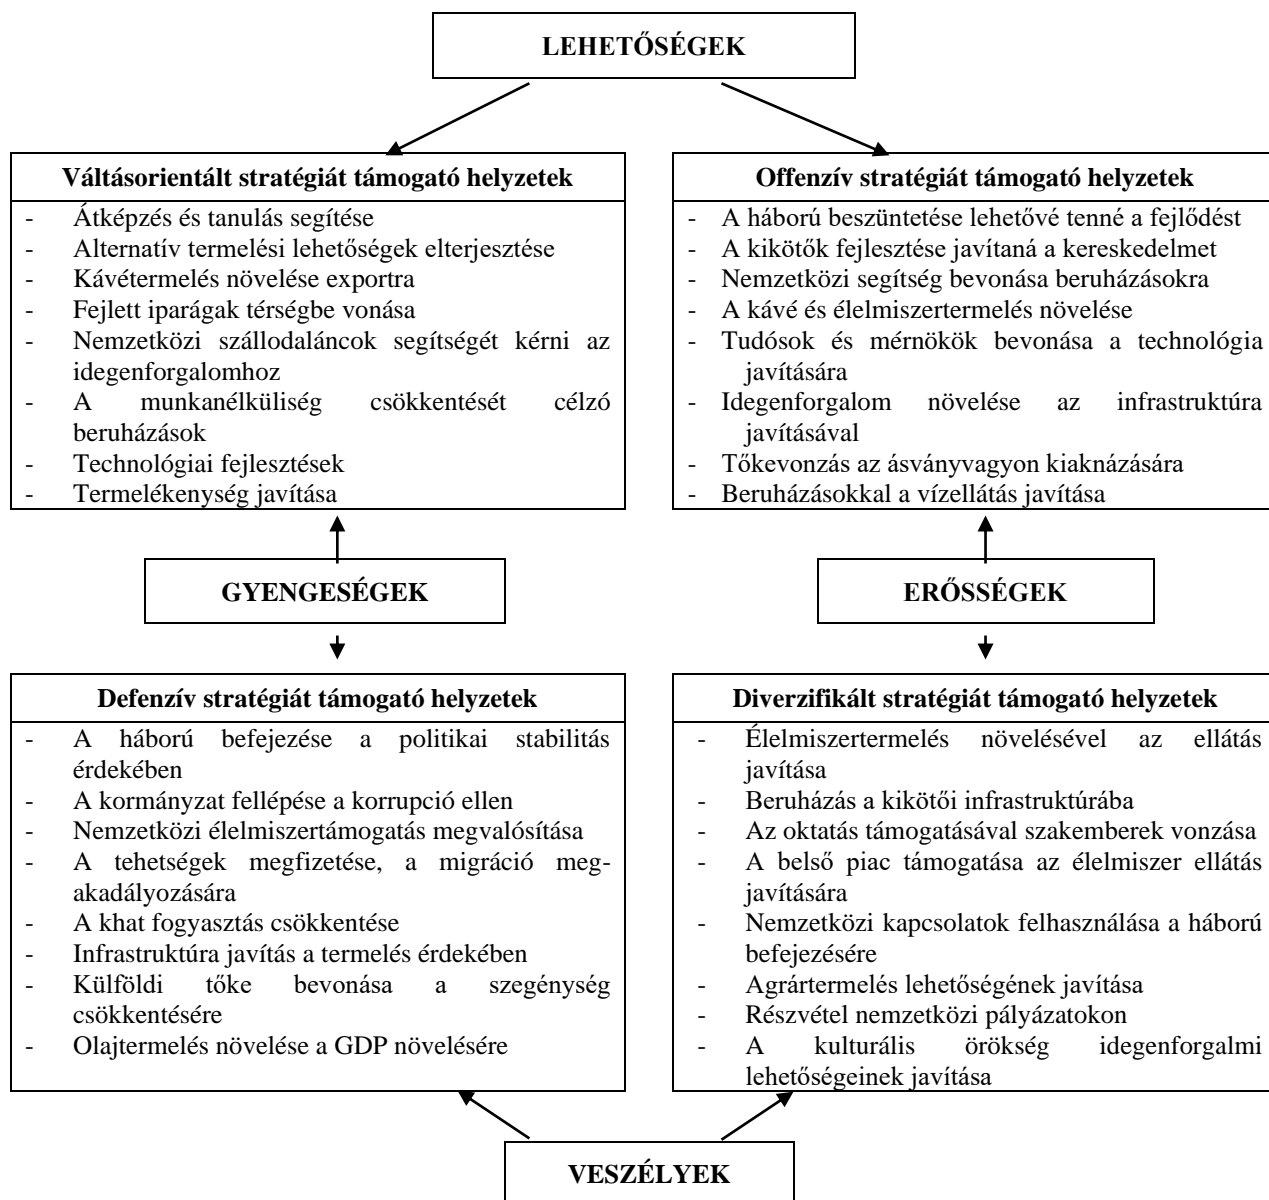 LEHETŐSÉGEK
Váltásorientált stratégiát támogató helyzetek
- Átképzés és tanulás segítése
- Alternatív termelési lehetőségek elterjesztése
- Kávétermelés növelése exportra
- Fejlett iparágak térségbe vonása
- Nemzetközi szállodaláncok segítségét kérni az
idegenforgalomhoz
- A munkanélküliség csökkentését célzó
beruházások
- Technológiai fejlesztések
- Termelékenység javítása
Offenzív stratégiát támogató helyzetek
- A háború beszüntetése lehetővé tenné a fejlődést
- A kikötők fejlesztése javítaná a kereskedelmet
- Nemzetközi segítség bevonása beruházásokra
- A kávé és élelmiszertermelés növelése
- Tudósok és mérnökök bevonása a technológia
javítására
- Idegenforgalom növelése az infrastruktúra
javításával
- Tőkevonzás az ásványvagyon kiaknázására
- Beruházásokkal a vízellátás javítása
GYENGESÉGEK
ERŐSSÉGEK
Defenzív stratégiát támogató helyzetek
- A háború befejezése a politikai stabilitás
érdekében
- A kormányzat fellépése a korrupció ellen
- Nemzetközi élelmiszertámogatás megvalósítása
- A tehetségek megfizetése, a migráció meg-
akadályozására
- A khat fogyasztás csökkentése
- Infrastruktúra javítás a termelés érdekében
- Külföldi tőke bevonása a szegénység
csökkentésére
- Olajtermelés növelése a GDP növelésére
Diverzifikált stratégiát támogató helyzetek
- Élelmiszertermelés növelésével az ellátás
javítása
- Beruházás a kikötői infrastruktúrába
- Az oktatás támogatásával szakemberek vonzása
- A belső piac támogatása az élelmiszer ellátás
javítására
- Nemzetközi kapcsolatok felhasználása a háború
befejezésére
- Agrártermelés lehetőségének javítása
- Részvétel nemzetközi pályázatokon
- A kulturális örökség idegenforgalmi
lehetőségeinek javítása
VESZÉLYEK